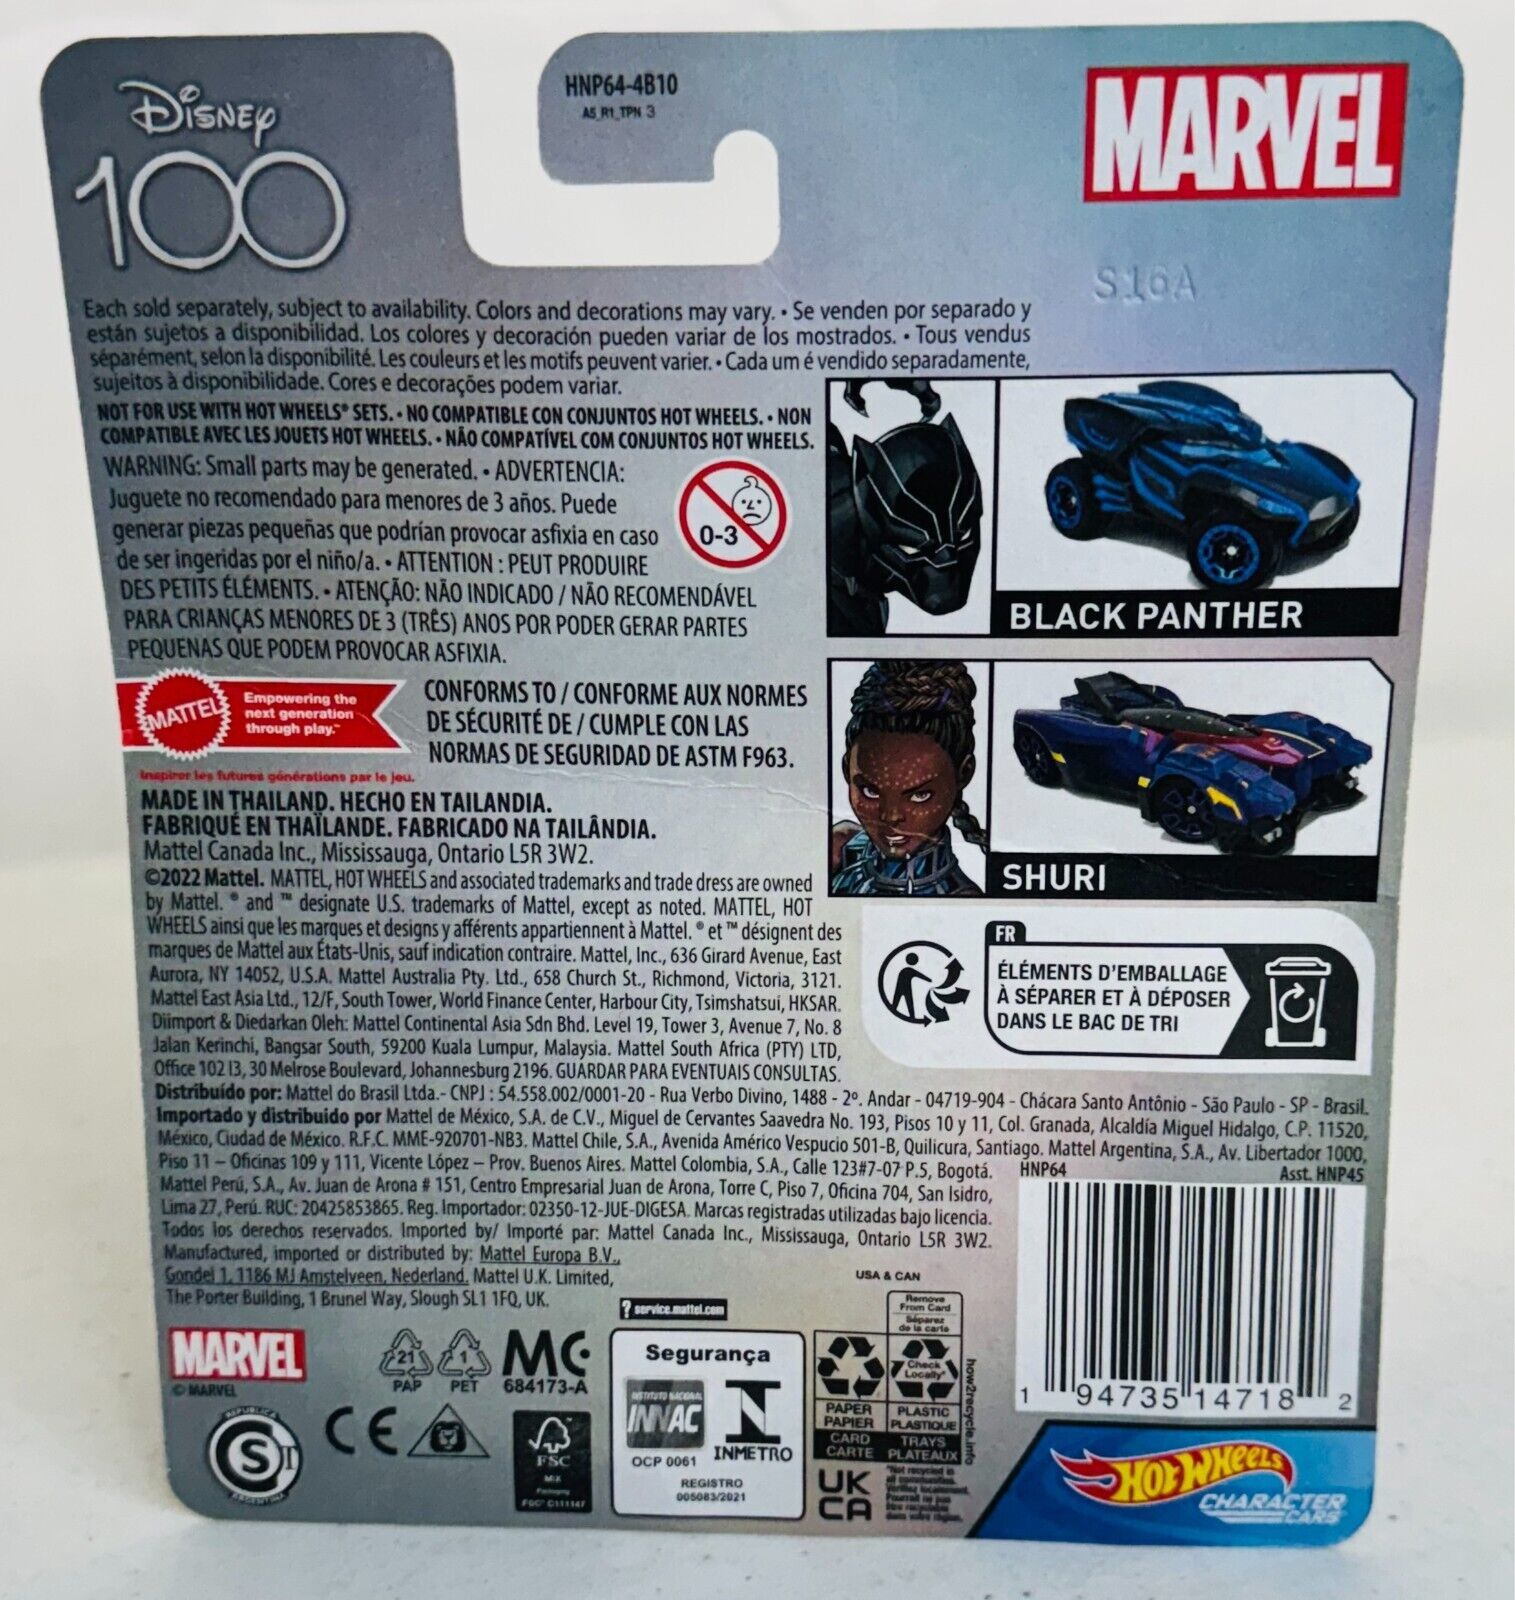 Disney
100
HNP64-4B10
A5_R1_TPN 3
MARVEL
S16A
Each sold separately, subject to availability. Colors and decorations may vary. • Se venden por separado y
están sujetos a disponibilidad. Los colores y decoración pueden variar de los mostrados. • Tous vendus
séparément, selon la disponibilité. Les couleurs et les motifs peuvent varier. • Cada um é vendido separadamente,
sujeitos à disponibilidade. Cores e decorações podem variar.
NOT FOR USE WITH HOT WHEELS® SETS. • NO COMPATIBLE CON CONJUNTOS HOT WHEELS. • NON
COMPATIBLE AVEC LES JOUETS HOT WHEELS. • NÃO COMPATÍVEL COM CONJUNTOS HOT WHEELS.
WARNING: Small parts may be generated. • ADVERTENCIA:
Juguete no recomendado para menores de 3 años. Puede
generar piezas pequeñas que podrían provocar asfixia en caso
de ser ingeridas por el niño/a. • ATTENTION : PEUT PRODUIRE
DES PETITS ÉLÉMENTS. • ATENÇÃO: NÃO INDICADO / NÃO RECOMENDÁVEL
PARA CRIANÇAS MENORES DE 3 (TRÊS) ANOS POR PODER GERAR PARTES
PEQUENAS QUE PODEM PROVOCAR ASFIXIA.
0-3
BLACK PANTHER
SHURI
MATTEL
Empowering the
next generation
through play.™
Inspirer les futures générations par le jeu.
CONFORMS TO / CONFORME AUX NORMES
DE SÉCURITÉ DE / CUMPLE CON LAS
NORMAS DE SEGURIDAD DE ASTM F963.
MADE IN THAILAND. HECHO EN TAILANDIA.
FABRIQUÉ EN THAÏLANDE. FABRICADO NA TAILÂNDIA.
Mattel Canada Inc., Mississauga, Ontario L5R 3W2.
©2022 Mattel. MATTEL, HOT WHEELS and associated trademarks and trade dress are owned
by Mattel. ® and ™ designate U.S. trademarks of Mattel, except as noted. MATTEL, HOT
WHEELS ainsi que les marques et designs y afférents appartiennent à Mattel. ® et ™ désignent des
marques de Mattel aux États-Unis, sauf indication contraire. Mattel, Inc., 636 Girard Avenue, East
Aurora, NY 14052, U.S.A. Mattel Australia Pty. Ltd., 658 Church St., Richmond, Victoria, 3121.
Mattel East Asia Ltd., 12/F, South Tower, World Finance Center, Harbour City, Tsimshatsui, HKSAR.
Diimport & Diedarkan Oleh: Mattel Continental Asia Sdn Bhd. Level 19, Tower 3, Avenue 7, No. 8
Jalan Kerinchi, Bangsar South, 59200 Kuala Lumpur, Malaysia. Mattel South Africa (PTY) LTD,
Office 102 I3, 30 Melrose Boulevard, Johannesburg 2196. GUARDAR PARA EVENTUAIS CONSULTAS.
Distribuído por: Mattel do Brasil Ltda.- CNPJ : 54.558.002/0001-20 - Rua Verbo Divino, 1488 - 2º. Andar - 04719-904 - Chácara Santo Antônio - São Paulo - SP - Brasil.
Importado y distribuido por Mattel de México, S.A. de C.V., Miguel de Cervantes Saavedra No. 193, Pisos 10 y 11, Col. Granada, Alcaldía Miguel Hidalgo, C.P. 11520,
México, Ciudad de México. R.F.C. MME-920701-NB3. Mattel Chile, S.A., Avenida Américo Vespucio 501-B, Quilicura, Santiago. Mattel Argentina, S.A., Av. Libertador 1000,
Piso 11 – Oficinas 109 y 111, Vicente López – Prov. Buenos Aires. Mattel Colombia, S.A., Calle 123#7-07 P.5, Bogotá.
Mattel Perú, S.A., Av. Juan de Arona # 151, Centro Empresarial Juan de Arona, Torre C, Piso 7, Oficina 704, San Isidro,
Lima 27, Perú. RUC: 20425853865. Reg. Importador: 02350-12-JUE-DIGESA. Marcas registradas utilizadas bajo licencia.
Todos los derechos reservados. Imported by/ Importé par: Mattel Canada Inc., Mississauga, Ontario L5R 3W2.
Manufactured, imported or distributed by: Mattel Europa B.V.,
Gondel 1, 1186 MJ Amstelveen, Nederland. Mattel U.K. Limited,
The Porter Building, 1 Brunel Way, Slough SL1 1FQ, UK.
FR
ÉLÉMENTS D'EMBALLAGE
À SÉPARER ET À DÉPOSER
DANS LE BAC DE TRI
HNP64
Asst. HNP45
1 94735 14718 2
? service.mattel.com
MARVEL
© MARVEL
21
PAP
1
PET
MC
684173-A
REPUBLICA
S
ARGENTINA
CE
FSC
MIX
Packaging
FSC® C111147
Segurança
INSTITUTO NACIONAL
INNAC
OCP 0061
INMETRO
REGISTRO
005083/2021
USA & CAN
Remove
From Card
Séparez
de la carte
Check
Locally*
PAPER
PAPIER
CARD
CARTE
PLASTIC
PLASTIQUE
TRAYS
PLATEAUX
how2recycle.info
*Not recycled in
all communities.
UK
CA
HOT WHEELS
CHARACTER
CARS